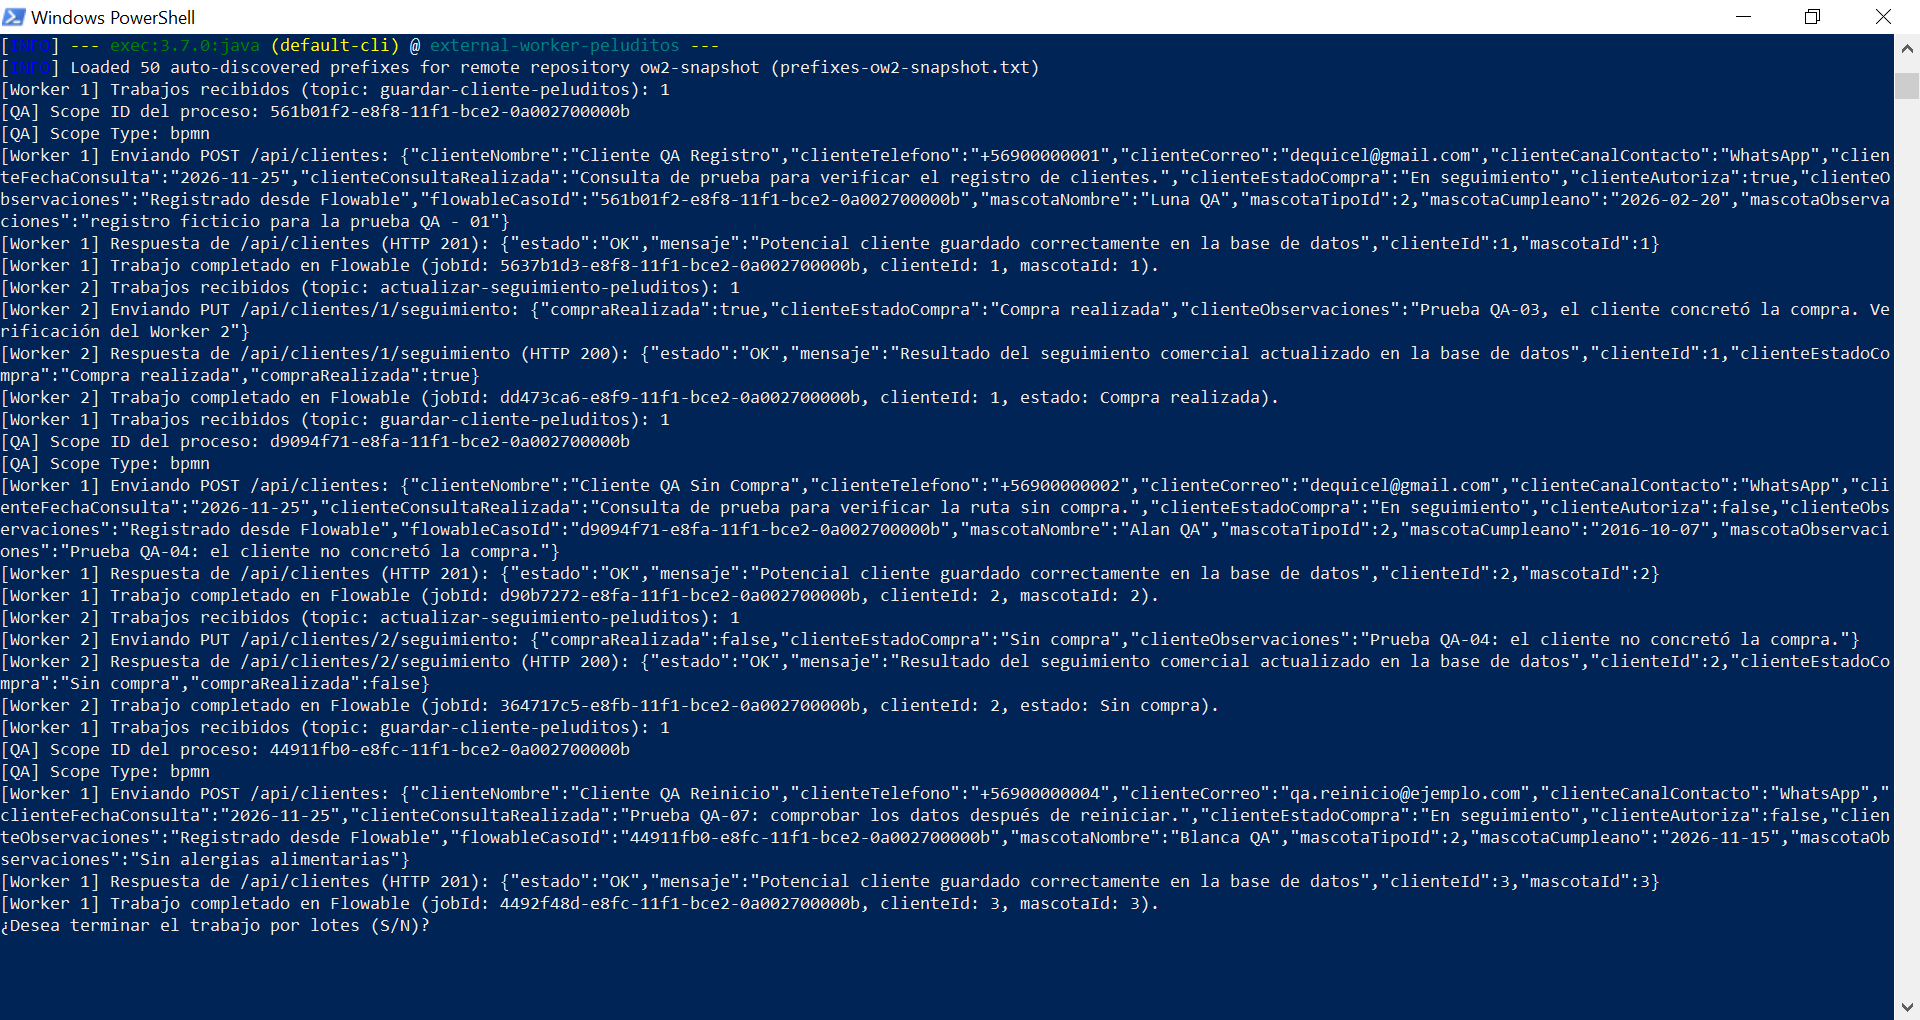 Windows PowerShell
[INFO] --- exec:3.7.0:java (default-cli) @ external-worker-peluditos ---
[INFO] Loaded 50 auto-discovered prefixes for remote repository ow2-snapshot (prefixes-ow2-snapshot.txt)
[Worker 1] Trabajos recibidos (topic: guardar-cliente-peluditos): 1
[QA] Scope ID del proceso: 561b01f2-e8f8-11f1-bce2-0a002700000b
[QA] Scope Type: bpmn
[Worker 1] Enviando POST /api/clientes: {"clienteNombre":"Cliente QA Registro","clienteTelefono":"+56900000001","clienteCorreo":"dequicel@gmail.com","clienteCanalContacto":"WhatsApp","clien
teFechaConsulta":"2026-11-25","clienteConsultaRealizada":"Consulta de prueba para verificar el registro de clientes.","clienteEstadoCompra":"En seguimiento","clienteAutoriza":true,"clienteO
bservaciones":"Registrado desde Flowable","flowableCasoId":"561b01f2-e8f8-11f1-bce2-0a002700000b","mascotaNombre":"Luna QA","mascotaTipoId":2,"mascotaCumpleano":"2026-02-20","mascotaObserva
ciones":"registro ficticio para la prueba QA - 01"}
[Worker 1] Respuesta de /api/clientes (HTTP 201): {"estado":"OK","mensaje":"Potencial cliente guardado correctamente en la base de datos","clienteId":1,"mascotaId":1}
[Worker 1] Trabajo completado en Flowable (jobId: 5637b1d3-e8f8-11f1-bce2-0a002700000b, clienteId: 1, mascotaId: 1).
[Worker 2] Trabajos recibidos (topic: actualizar-seguimiento-peluditos): 1
[Worker 2] Enviando PUT /api/clientes/1/seguimiento: {"compraRealizada":true,"clienteEstadoCompra":"Compra realizada","clienteObservaciones":"Prueba QA-03, el cliente concretó la compra. Ve
rificación del Worker 2"}
[Worker 2] Respuesta de /api/clientes/1/seguimiento (HTTP 200): {"estado":"OK","mensaje":"Resultado del seguimiento comercial actualizado en la base de datos","clienteId":1,"clienteEstadoCo
mpra":"Compra realizada","compraRealizada":true}
[Worker 2] Trabajo completado en Flowable (jobId: dd473ca6-e8f9-11f1-bce2-0a002700000b, clienteId: 1, estado: Compra realizada).
[Worker 1] Trabajos recibidos (topic: guardar-cliente-peluditos): 1
[QA] Scope ID del proceso: d9094f71-e8fa-11f1-bce2-0a002700000b
[QA] Scope Type: bpmn
[Worker 1] Enviando POST /api/clientes: {"clienteNombre":"Cliente QA Sin Compra","clienteTelefono":"+56900000002","clienteCorreo":"dequicel@gmail.com","clienteCanalContacto":"WhatsApp","cli
enteFechaConsulta":"2026-11-25","clienteConsultaRealizada":"Consulta de prueba para verificar la ruta sin compra.","clienteEstadoCompra":"En seguimiento","clienteAutoriza":false,"clienteObs
ervaciones":"Registrado desde Flowable","flowableCasoId":"d9094f71-e8fa-11f1-bce2-0a002700000b","mascotaNombre":"Alan QA","mascotaTipoId":2,"mascotaCumpleano":"2016-10-07","mascotaObservaci
ones":"Prueba QA-04: el cliente no concretó la compra."}
[Worker 1] Respuesta de /api/clientes (HTTP 201): {"estado":"OK","mensaje":"Potencial cliente guardado correctamente en la base de datos","clienteId":2,"mascotaId":2}
[Worker 1] Trabajo completado en Flowable (jobId: d90b7272-e8fa-11f1-bce2-0a002700000b, clienteId: 2, mascotaId: 2).
[Worker 2] Trabajos recibidos (topic: actualizar-seguimiento-peluditos): 1
[Worker 2] Enviando PUT /api/clientes/2/seguimiento: {"compraRealizada":false,"clienteEstadoCompra":"Sin compra","clienteObservaciones":"Prueba QA-04: el cliente no concretó la compra."}
[Worker 2] Respuesta de /api/clientes/2/seguimiento (HTTP 200): {"estado":"OK","mensaje":"Resultado del seguimiento comercial actualizado en la base de datos","clienteId":2,"clienteEstadoCo
mpra":"Sin compra","compraRealizada":false}
[Worker 2] Trabajo completado en Flowable (jobId: 364717c5-e8fb-11f1-bce2-0a002700000b, clienteId: 2, estado: Sin compra).
[Worker 1] Trabajos recibidos (topic: guardar-cliente-peluditos): 1
[QA] Scope ID del proceso: 44911fb0-e8fc-11f1-bce2-0a002700000b
[QA] Scope Type: bpmn
[Worker 1] Enviando POST /api/clientes: {"clienteNombre":"Cliente QA Reinicio","clienteTelefono":"+56900000004","clienteCorreo":"qa.reinicio@ejemplo.com","clienteCanalContacto":"WhatsApp","
clienteFechaConsulta":"2026-11-25","clienteConsultaRealizada":"Prueba QA-07: comprobar los datos después de reiniciar.","clienteEstadoCompra":"En seguimiento","clienteAutoriza":false,"clien
teObservaciones":"Registrado desde Flowable","flowableCasoId":"44911fb0-e8fc-11f1-bce2-0a002700000b","mascotaNombre":"Blanca QA","mascotaTipoId":2,"mascotaCumpleano":"2026-11-15","mascotaOb
servaciones":"Sin alergias alimentarias"}
[Worker 1] Respuesta de /api/clientes (HTTP 201): {"estado":"OK","mensaje":"Potencial cliente guardado correctamente en la base de datos","clienteId":3,"mascotaId":3}
[Worker 1] Trabajo completado en Flowable (jobId: 4492f48d-e8fc-11f1-bce2-0a002700000b, clienteId: 3, mascotaId: 3).
¿Desea terminar el trabajo por lotes (S/N)?